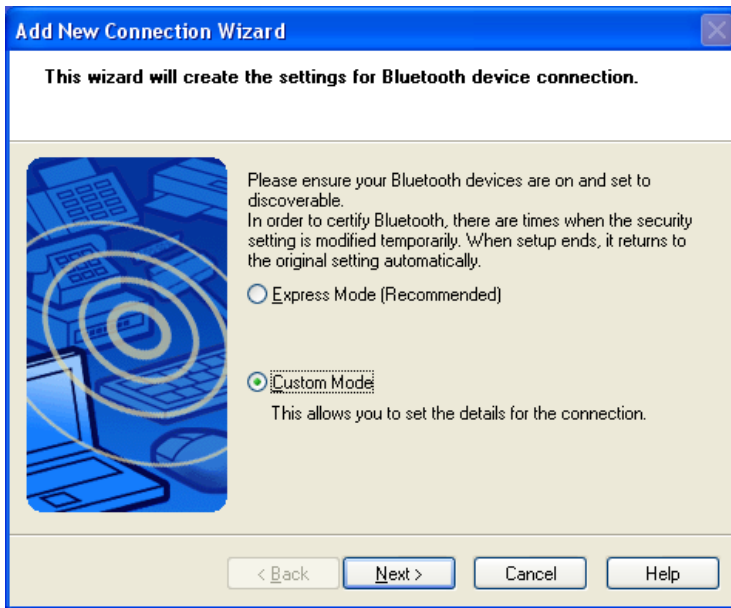 Add New Connection Wizard
This wizard will create the settings for Bluetooth device connection.
Please ensure your Bluetooth devices are on and set to
discoverable.
In order to certify Bluetooth, there are times when the security
setting is modified temporarily. When setup ends, it returns to
the original setting automatically.
Express Mode (Recommended)
Custom Mode
This allows you to set the details for the connection.
< Back Next > Cancel Help